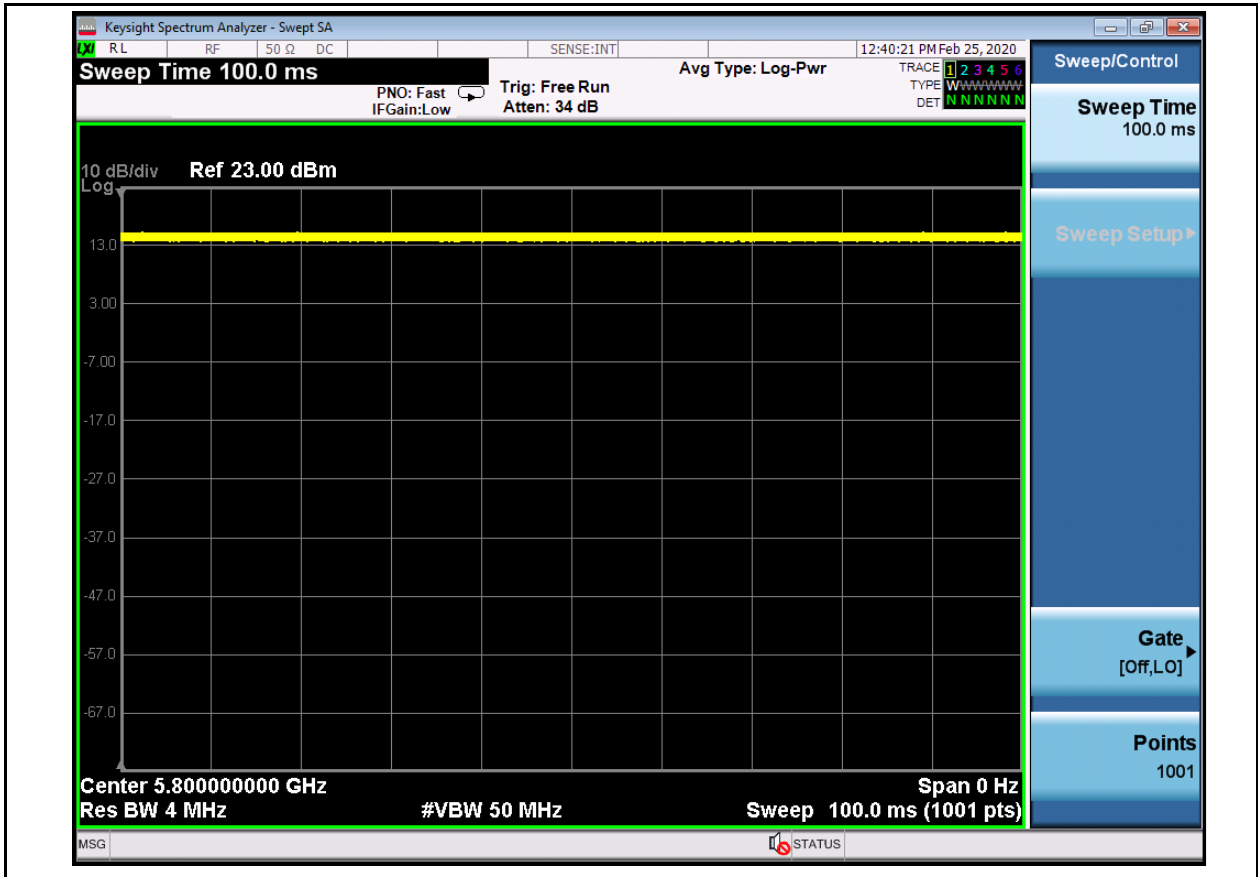 Keysight Spectrum Analyzer - Swept SA
LXI RL RF 50 Ω DC SENSE:INT 12:40:21 PM Feb 25, 2020
Sweep Time 100.0 ms
PNO: Fast
IFGain:Low
Trig: Free Run
Atten: 34 dB
Avg Type: Log-Pwr
TRACE 1 2 3 4 5 6
TYPE WWWWWW
DET N N N N N N
10 dB/div Ref 23.00 dBm
Log
13.0
3.00
-7.00
-17.0
-27.0
-37.0
-47.0
-57.0
-67.0
Center 5.800000000 GHz Span 0 Hz
Res BW 4 MHz #VBW 50 MHz Sweep 100.0 ms (1001 pts)
MSG STATUS
Sweep/Control
Sweep Time
100.0 ms
Sweep Setup
Gate
[Off,LO]
Points
1001